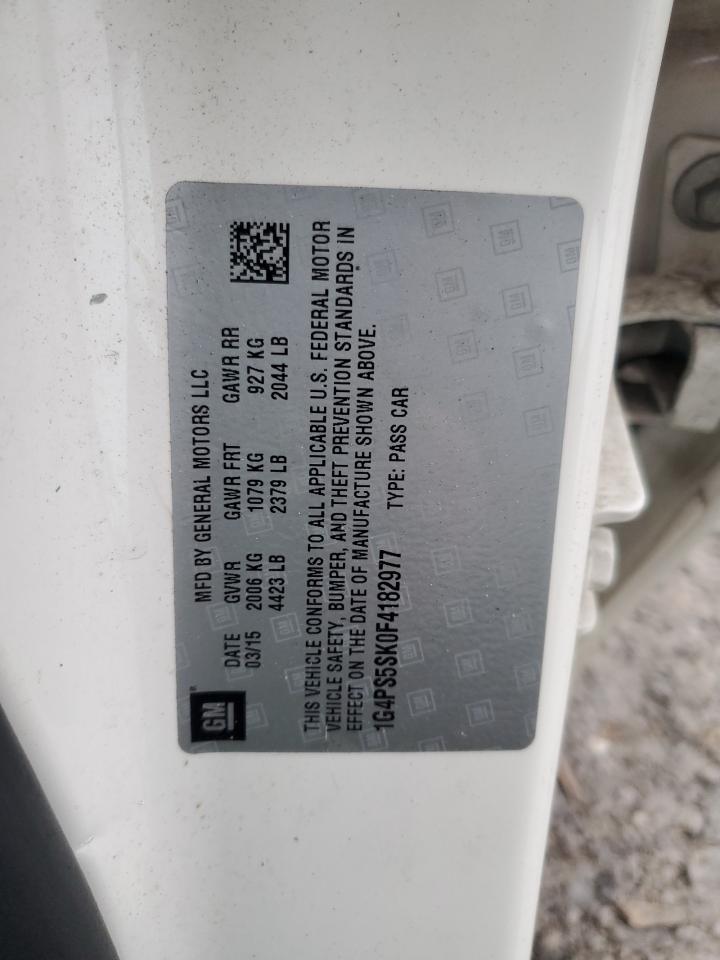 GM®
MFD BY GENERAL MOTORS LLC
DATE GVWR GAWR FRT GAWR RR
03/15 2006 KG 1079 KG 927 KG
4423 LB 2379 LB 2044 LB
THIS VEHICLE CONFORMS TO ALL APPLICABLE U.S. FEDERAL MOTOR
VEHICLE SAFETY, BUMPER, AND THEFT PREVENTION STANDARDS IN
EFFECT ON THE DATE OF MANUFACTURE SHOWN ABOVE.
1G4PS5SK0F4182977 TYPE: PASS CAR